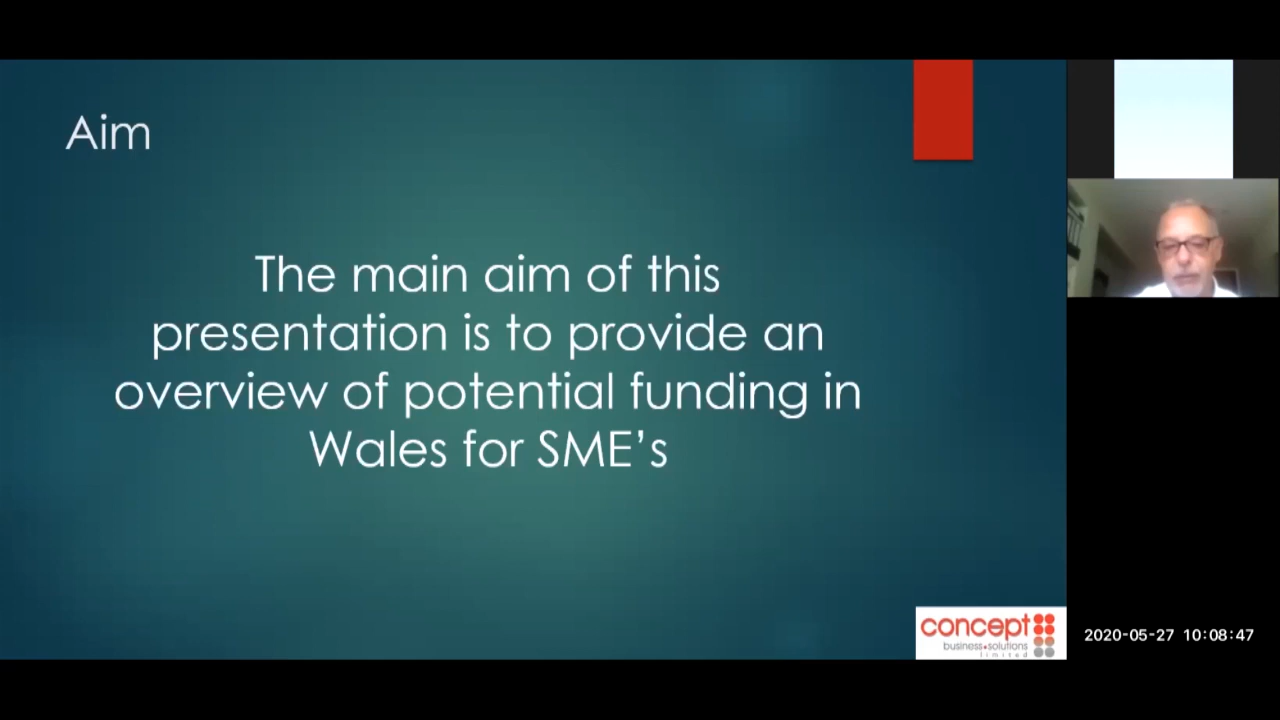 Aim
The main aim of this
presentation is to provide an
overview of potential funding in
Wales for SME’s
concept
business•solutions
limited
2020-05-27 10:08:47